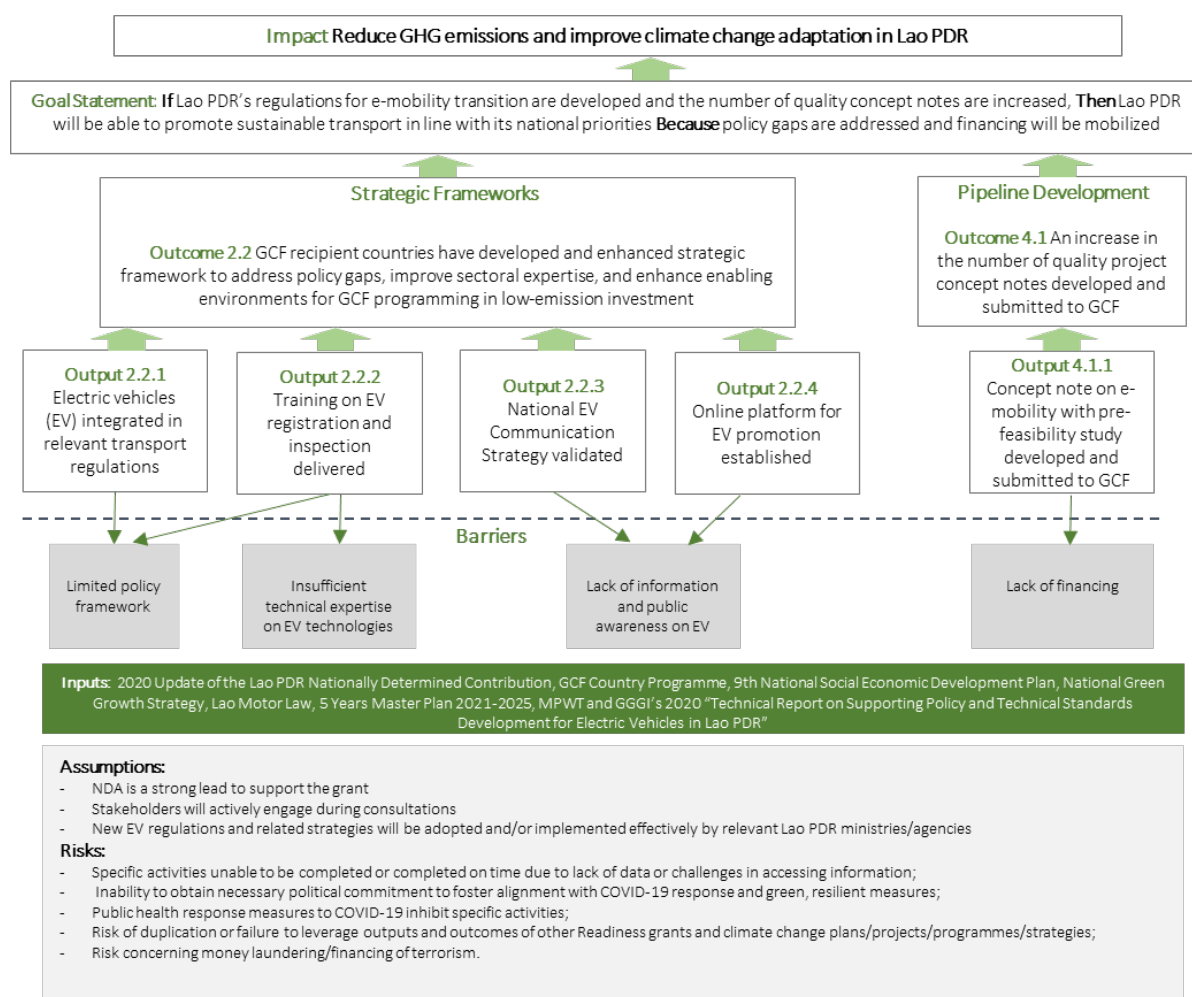 Impact Reduce GHG emissions and improve climate change adaptation in Lao PDR
Goal Statement: If Lao PDR's regulations for e-mobility transition are developed and the number of quality concept notes are increased, Then Lao PDR
will be able to promote sustainable transport in line with its national priorities Because policy gaps are addressed and financing will be mobilized
Strategic Frameworks
Outcome 2.2 GCF recipient countries have developed and enhanced strategic
framework to address policy gaps, improve sectoral expertise, and enhance enabling
environments for GCF programming in low-emission investment
Pipeline Development
Outcome 4.1 An increase in
the number of quality project
concept notes developed and
submitted to GCF
Output 2.2.1
Electric vehicles
(EV) integrated in
relevant transport
regulations
Output 2.2.2
Training on EV
registration and
inspection
delivered
Output 2.2.3
National EV
Communication
Strategy validated
Output 2.2.4
Online platform for
EV promotion
established
Output 4.1.1
Concept note on e-
mobility with pre-
feasibility study
developed and
submitted to GCF
Barriers
Limited policy
framework
Insufficient
technical expertise
on EV technologies
Lack of information
and public
awareness on EV
Lack of financing
Inputs: 2020 Update of the Lao PDR Nationally Determined Contribution, GCF Country Programme, 9th National Social Economic Development Plan, National Green
Growth Strategy, Lao Motor Law, 5 Years Master Plan 2021-2025, MPWT and GGGI's 2020 "Technical Report on Supporting Policy and Technical Standards
Development for Electric Vehicles in Lao PDR"
Assumptions:
- NDA is a strong lead to support the grant
- Stakeholders will actively engage during consultations
- New EV regulations and related strategies will be adopted and/or implemented effectively by relevant Lao PDR ministries/agencies
Risks:
- Specific activities unable to be completed or completed on time due to lack of data or challenges in accessing information;
- Inability to obtain necessary political commitment to foster alignment with COVID-19 response and green, resilient measures;
- Public health response measures to COVID-19 inhibit specific activities;
- Risk of duplication or failure to leverage outputs and outcomes of other Readiness grants and climate change plans/projects/programmes/strategies;
- Risk concerning money laundering/financing of terrorism.